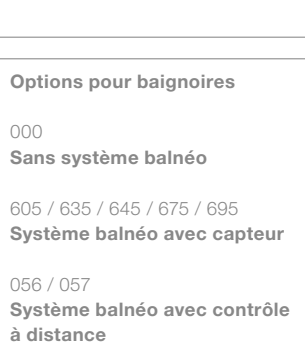 Options pour baignoires
000
Sans système balnéo
605 / 635 / 645 / 675 / 695
Système balnéo avec capteur
056 / 057
Système balnéo avec contrôle
à distance